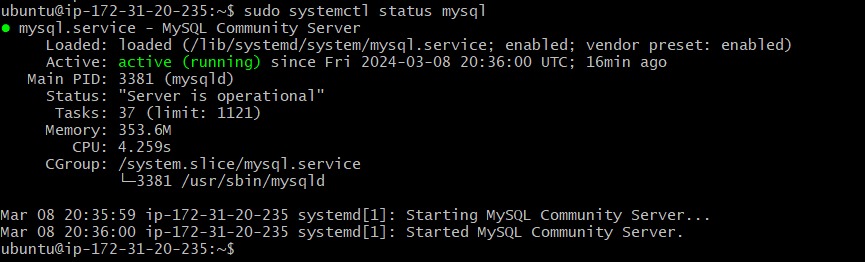 ubuntu@ip-172-31-20-235:~$ sudo systemctl status mysql
● mysql.service - MySQL Community Server
     Loaded: loaded (/lib/systemd/system/mysql.service; enabled; vendor preset: enabled)
     Active: active (running) since Fri 2024-03-08 20:36:00 UTC; 16min ago
   Main PID: 3381 (mysqld)
     Status: "Server is operational"
      Tasks: 37 (limit: 1121)
     Memory: 353.6M
        CPU: 4.259s
     CGroup: /system.slice/mysql.service
             └─3381 /usr/sbin/mysqld

Mar 08 20:35:59 ip-172-31-20-235 systemd[1]: Starting MySQL Community Server...
Mar 08 20:36:00 ip-172-31-20-235 systemd[1]: Started MySQL Community Server.
ubuntu@ip-172-31-20-235:~$